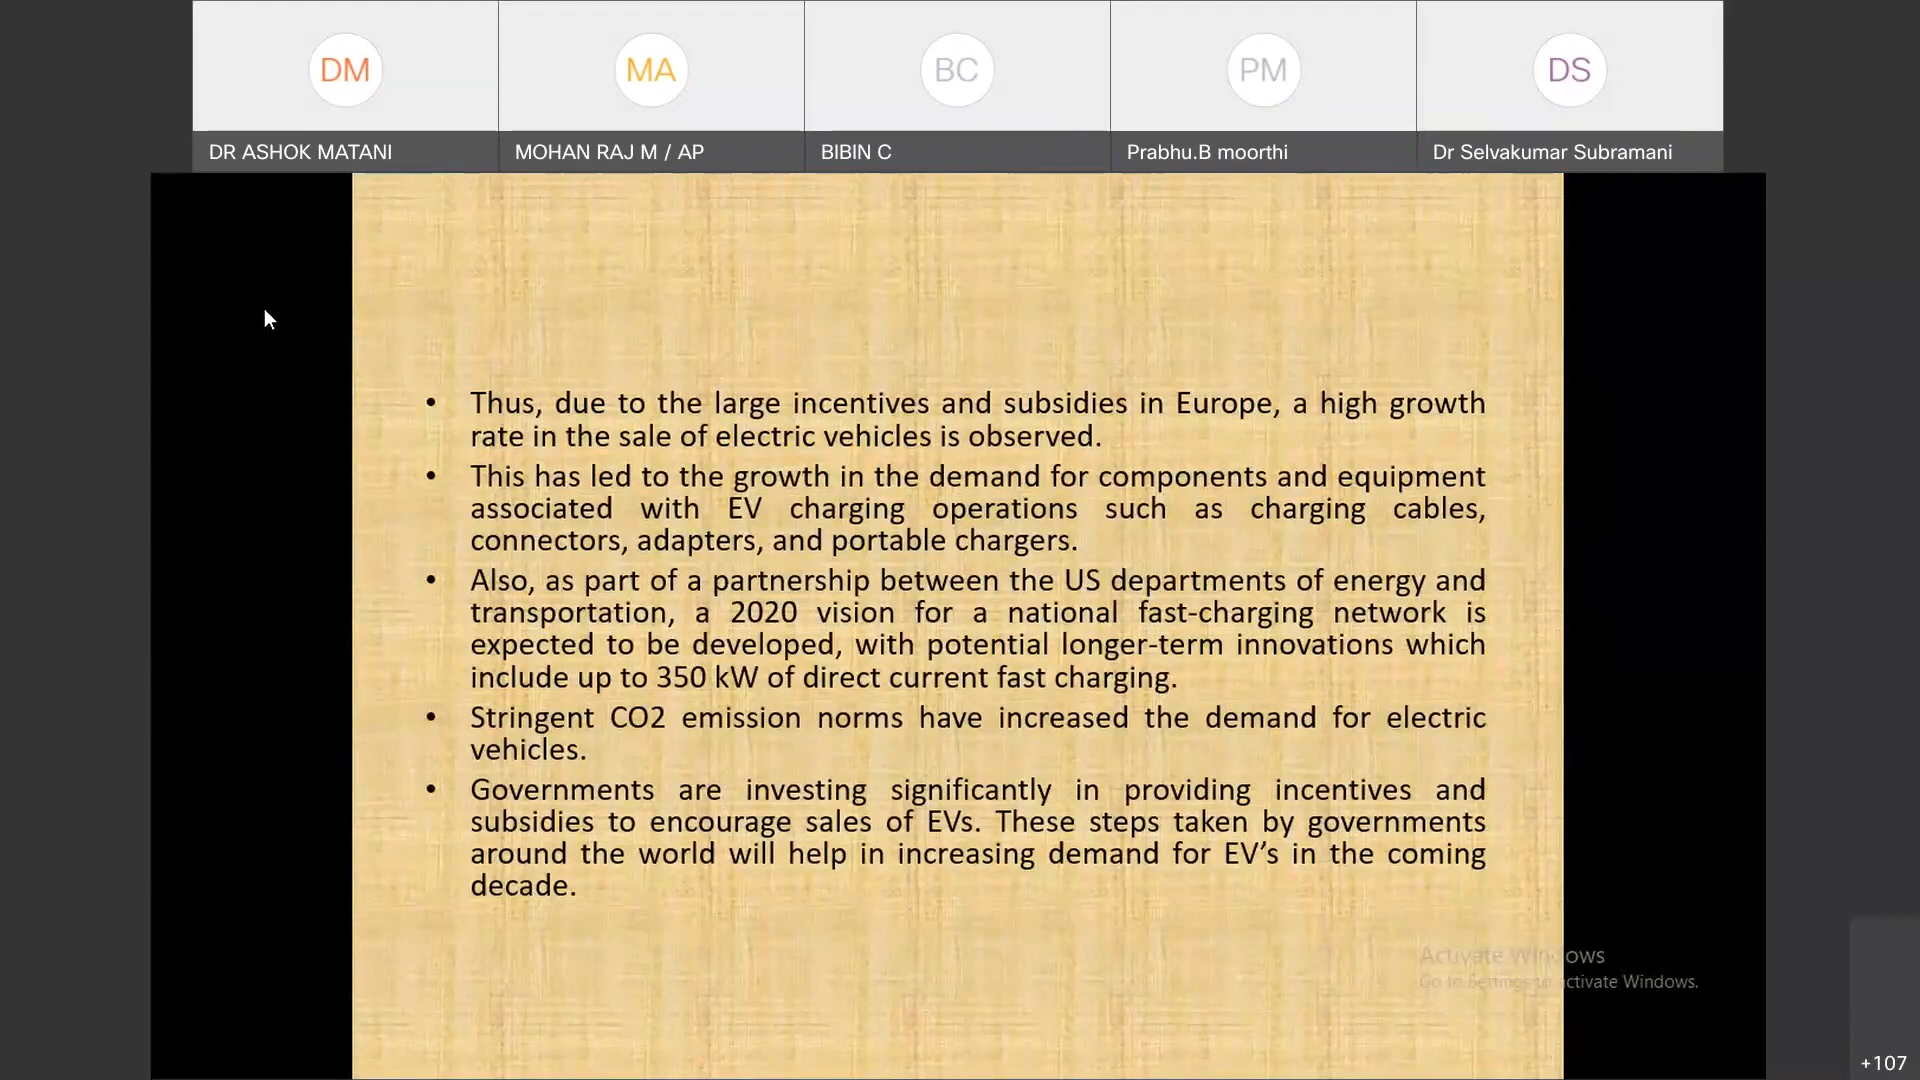 DM
MA
BC
PM
DS
DR ASHOK MATANI
MOHAN RAJ M / AP
BIBIN C
Prabhu.B moorthi
Dr Selvakumar Subramani
• Thus, due to the large incentives and subsidies in Europe, a high growth
rate in the sale of electric vehicles is observed.
• This has led to the growth in the demand for components and equipment
associated with EV charging operations such as charging cables,
connectors, adapters, and portable chargers.
• Also, as part of a partnership between the US departments of energy and
transportation, a 2020 vision for a national fast-charging network is
expected to be developed, with potential longer-term innovations which
include up to 350 kW of direct current fast charging.
• Stringent CO2 emission norms have increased the demand for electric
vehicles.
• Governments are investing significantly in providing incentives and
subsidies to encourage sales of EVs. These steps taken by governments
around the world will help in increasing demand for EV’s in the coming
decade.
Activate Windows
Go to Settings to activate Windows.
+107